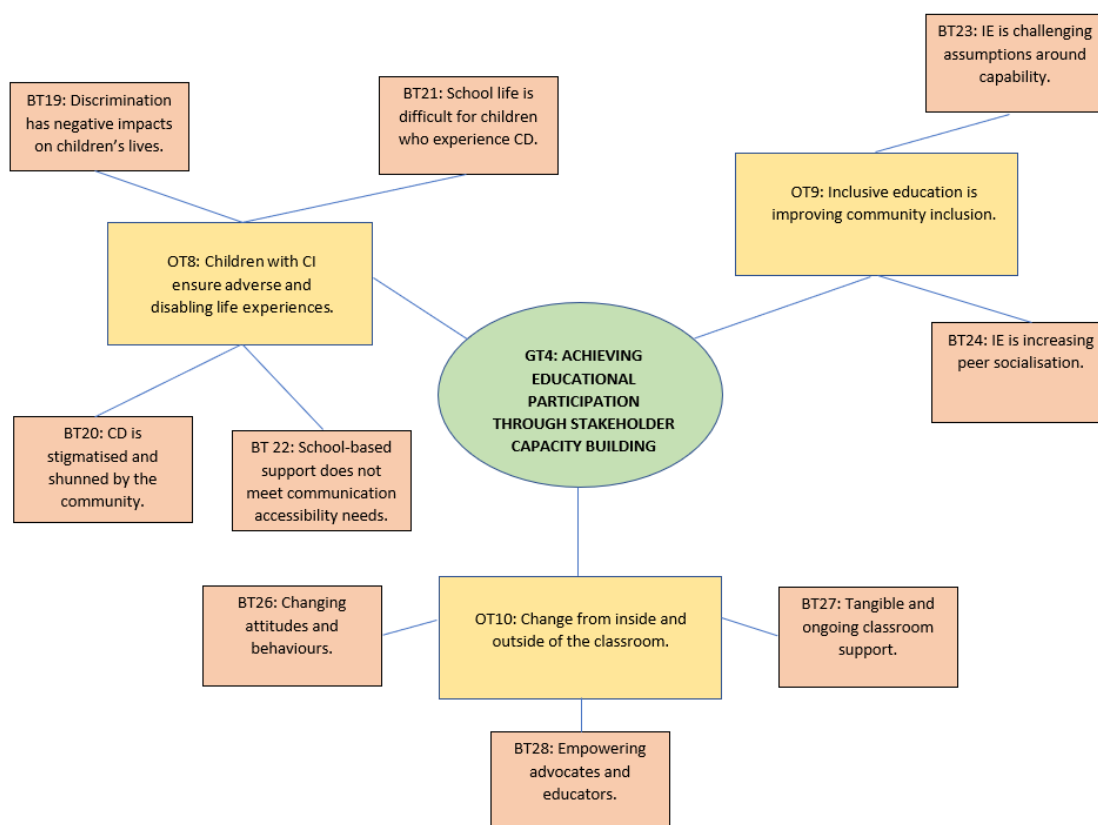 BT23: IE is challenging
assumptions around
capability.
BT19: Discrimination
has negative impacts
on children’s lives.
BT21: School life is
difficult for children
who experience CD.
OT9: Inclusive education is
improving community inclusion.
OT8: Children with CI
ensure adverse and
disabling life experiences.
GT4: ACHIEVING
EDUCATIONAL
PARTICIPATION
THROUGH STAKEHOLDER
CAPACITY BUILDING
BT24: IE is increasing
peer socialisation.
BT20: CD is
stigmatised and
shunned by the
community.
BT 22: School-based
support does not
meet communication
accessibility needs.
BT26: Changing
attitudes and
behaviours.
OT10: Change from inside and
outside of the classroom.
BT27: Tangible and
ongoing classroom
support.
BT28: Empowering
advocates and
educators.